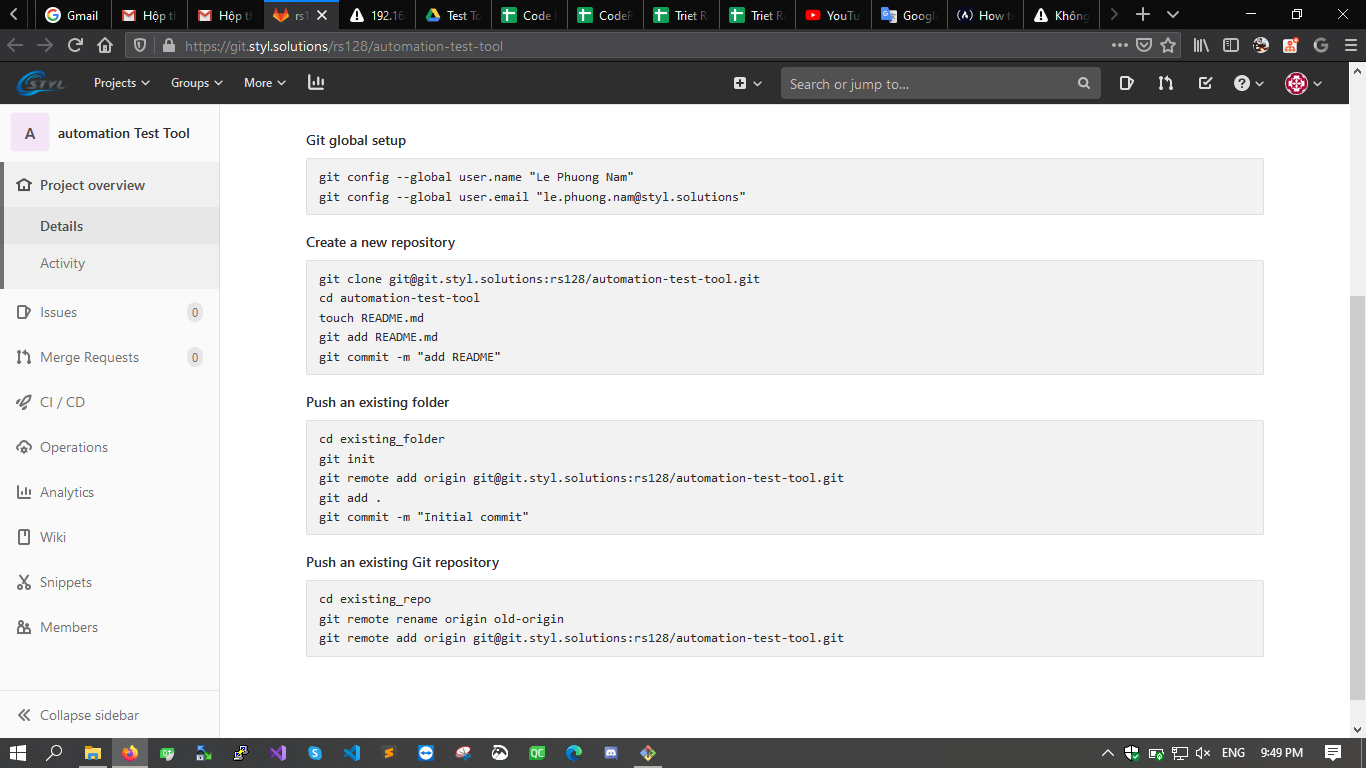 Gmail
Hộp th
Hộp th
rs1
192.16
Test To
Code
CodeR
Triet R
Triet R
YouTu
Googl
How t
Không
https://git.styl.solutions/rs128/automation-test-tool
STYL
Projects
Groups
More
Search or jump to...
A
automation Test Tool
Project overview
Details
Activity
Issues
0
Merge Requests
0
CI / CD
Operations
Analytics
Wiki
Snippets
Members
Collapse sidebar
Git global setup
git config --global user.name "Le Phuong Nam"
git config --global user.email "le.phuong.nam@styl.solutions"
Create a new repository
git clone git@git.styl.solutions:rs128/automation-test-tool.git
cd automation-test-tool
touch README.md
git add README.md
git commit -m "add README"
Push an existing folder
cd existing_folder
git init
git remote add origin git@git.styl.solutions:rs128/automation-test-tool.git
git add .
git commit -m "Initial commit"
Push an existing Git repository
cd existing_repo
git remote rename origin old-origin
git remote add origin git@git.styl.solutions:rs128/automation-test-tool.git
ENG
9:49 PM